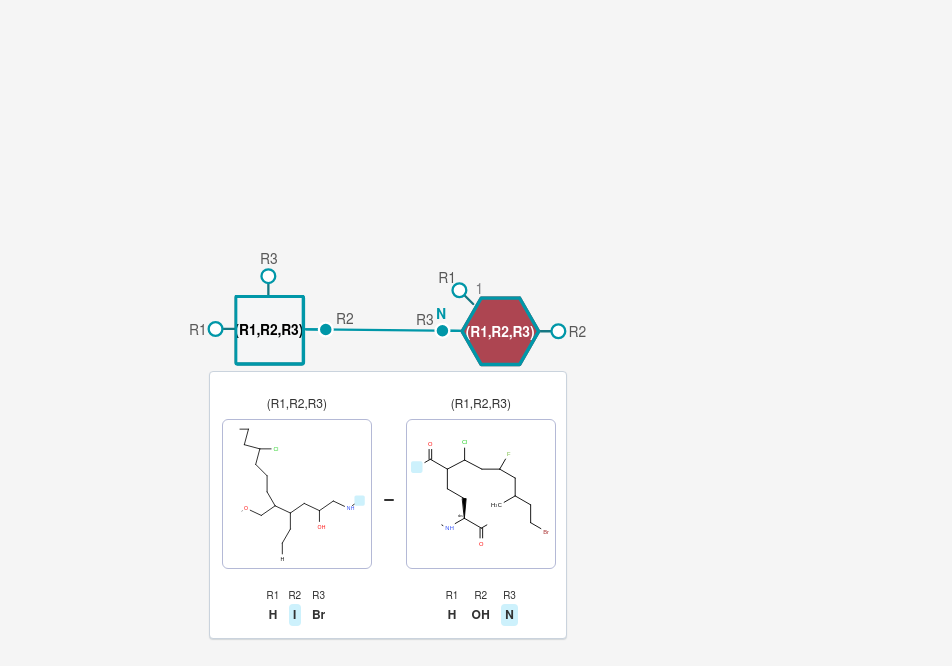 R3
R1
1
N
R1
(R1,R2,R3)
R2
R3
(R1,R2,R3)
R2
(R1,R2,R3)
(R1,R2,R3)
Cl
O
NH
OH
H
–
O
Cl
F
H₃C
NH
O
Br
R1 R2 R3
H I Br
R1 R2 R3
H OH N